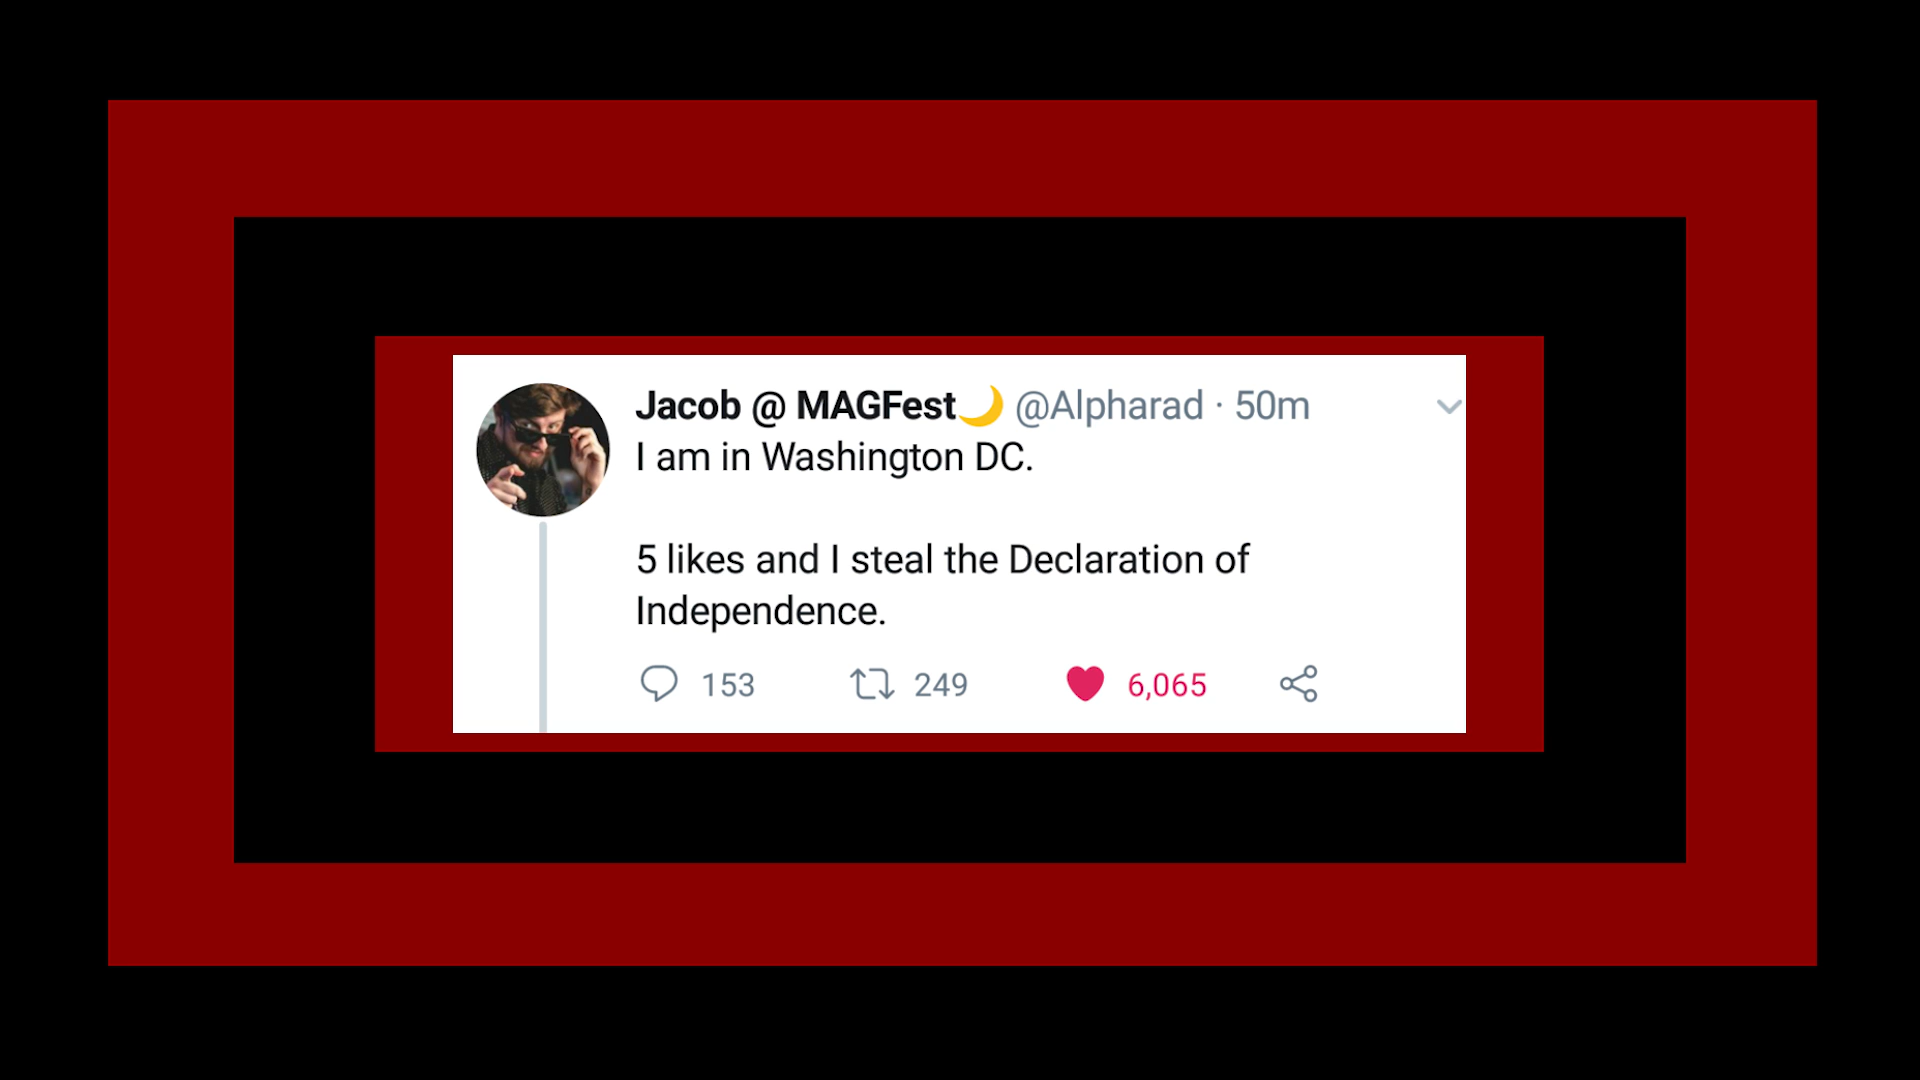 Jacob @ MAGFest🌙 @Alpharad · 50m
I am in Washington DC.
5 likes and I steal the Declaration of
Independence.
153 249 6,065